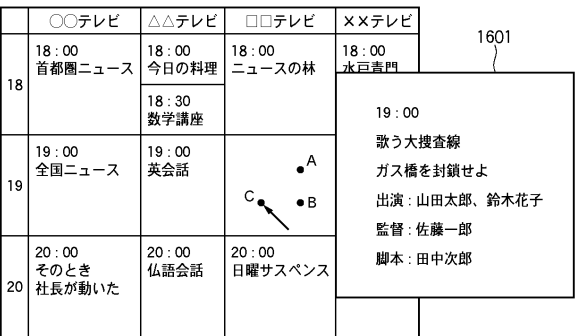 ○○テレビ
△△テレビ
□□テレビ
××テレビ
18
18:00
首都圏ニュース
18:00
今日の料理
18:30
数学講座
18:00
ニュースの林
18:00
水戸青門
19
19:00
全国ニュース
19:00
英会話
A
B
C
20
20:00
そのとき
社長が動いた
20:00
仏語会話
20:00
日曜サスペンス
1601
19:00
歌う大捜査線
ガス橋を封鎖せよ
出演:山田太郎、鈴木花子
監督:佐藤一郎
脚本:田中次郎